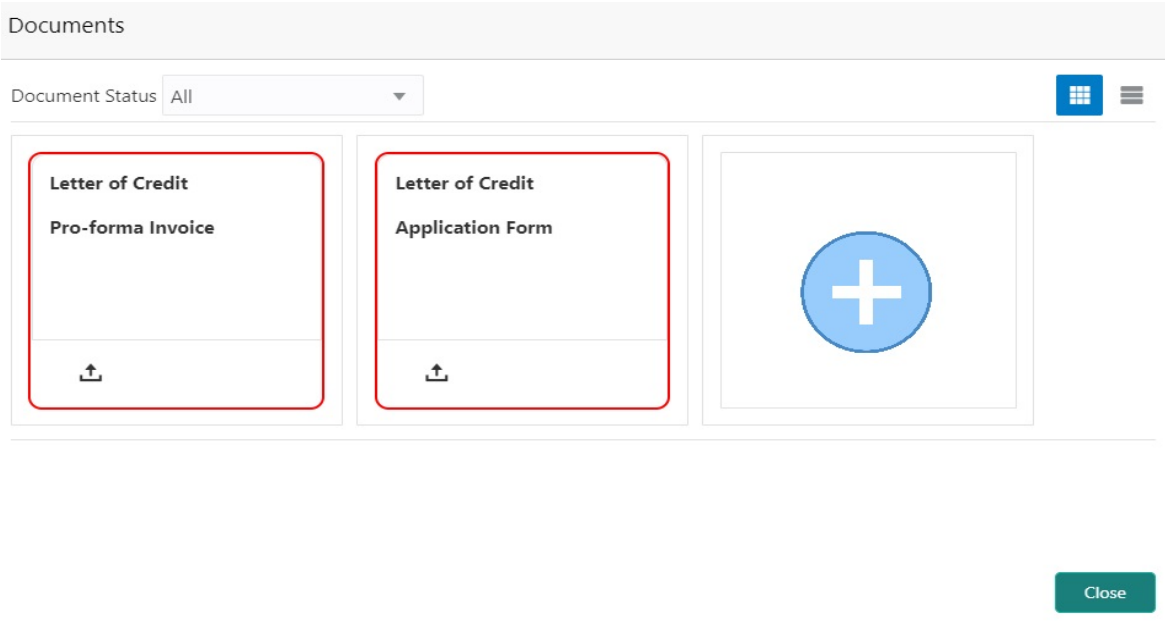 Documents
Document Status All
Letter of Credit
Pro-forma Invoice
Letter of Credit
Application Form
Close